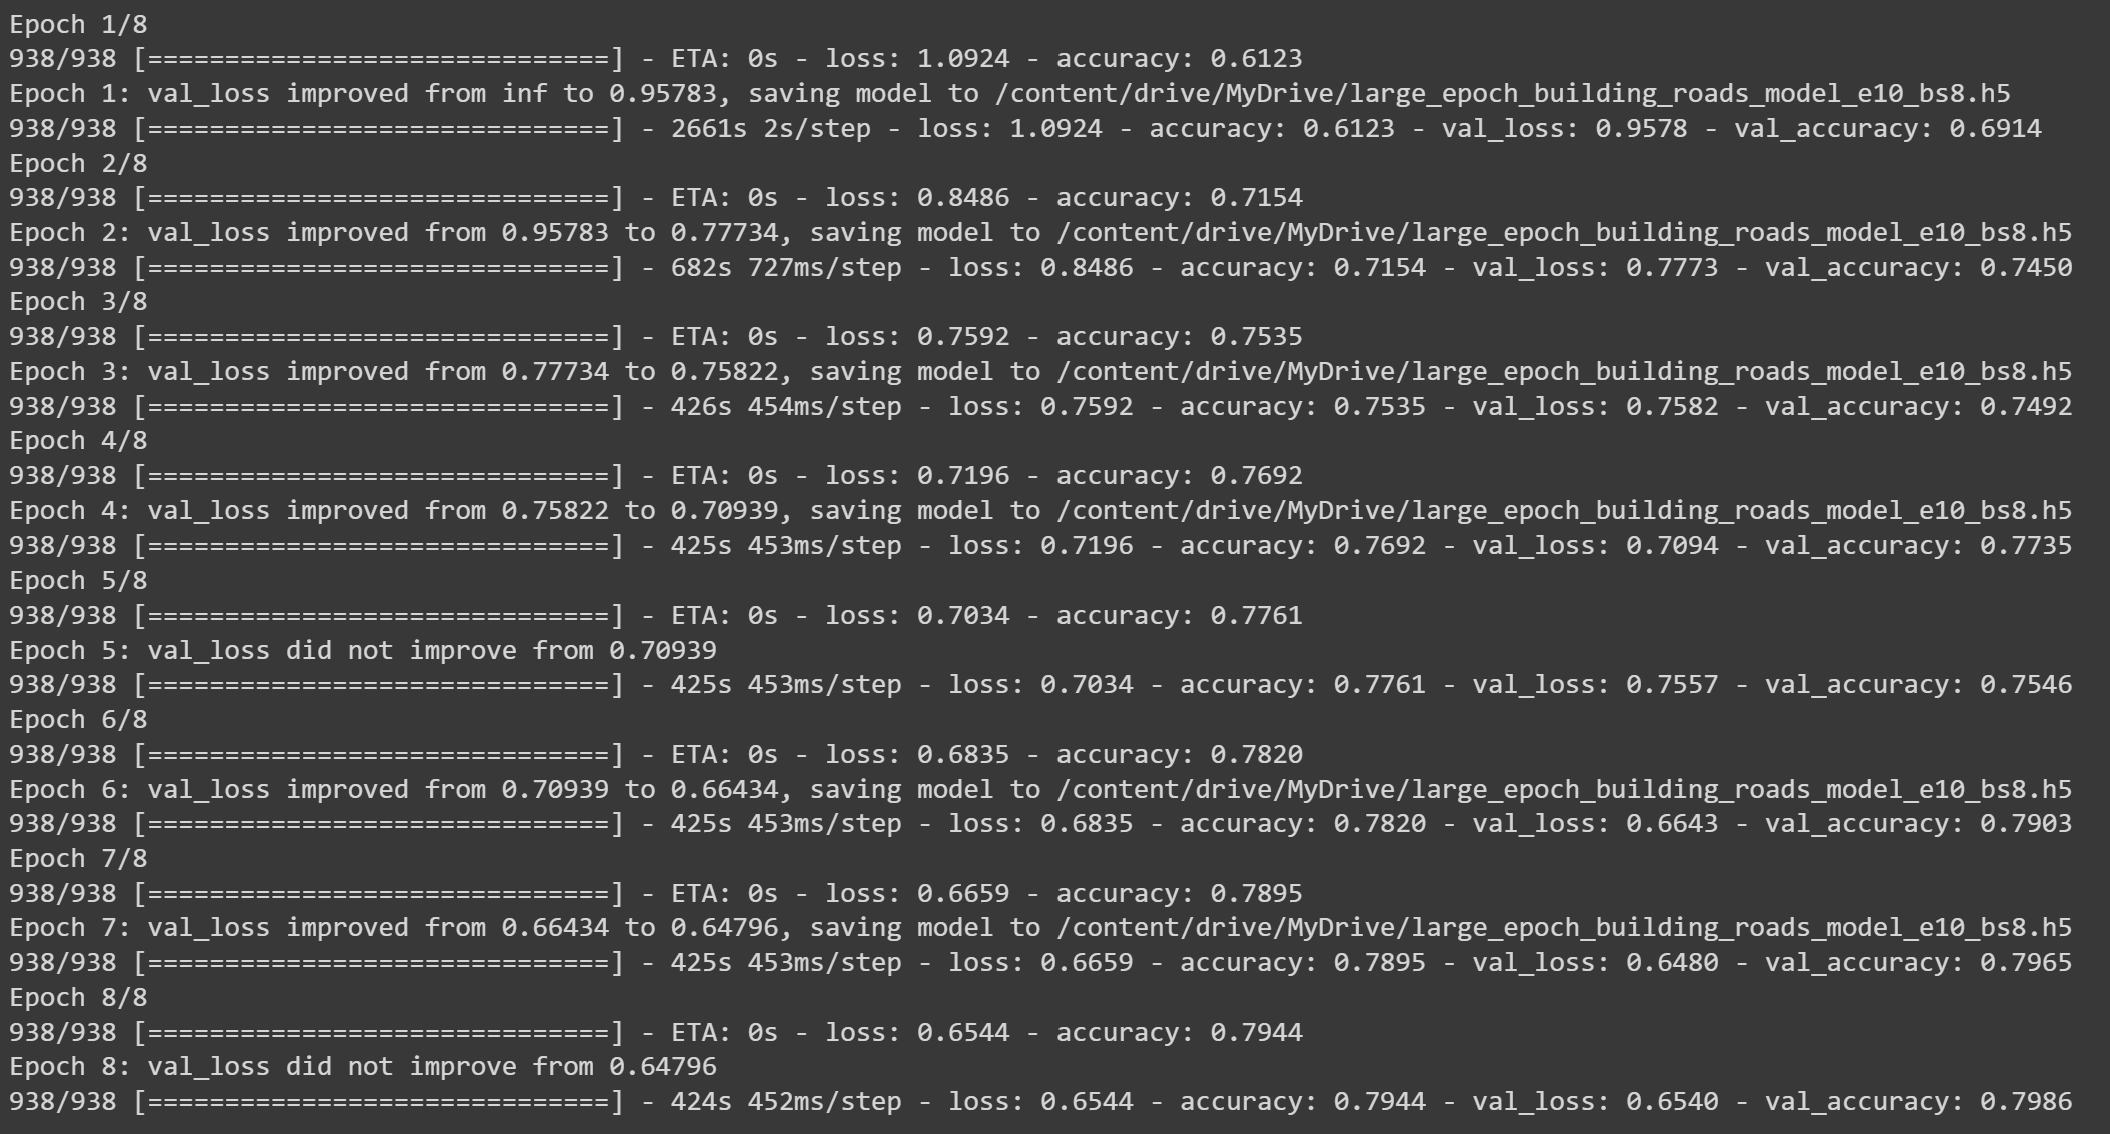 Epoch 1/8
938/938 [==============================] - ETA: 0s - loss: 1.0924 - accuracy: 0.6123
Epoch 1: val_loss improved from inf to 0.95783, saving model to /content/drive/MyDrive/large_epoch_building_roads_model_e10_bs8.h5
938/938 [==============================] - 2661s 2s/step - loss: 1.0924 - accuracy: 0.6123 - val_loss: 0.9578 - val_accuracy: 0.6914
Epoch 2/8
938/938 [==============================] - ETA: 0s - loss: 0.8486 - accuracy: 0.7154
Epoch 2: val_loss improved from 0.95783 to 0.77734, saving model to /content/drive/MyDrive/large_epoch_building_roads_model_e10_bs8.h5
938/938 [==============================] - 682s 727ms/step - loss: 0.8486 - accuracy: 0.7154 - val_loss: 0.7773 - val_accuracy: 0.7450
Epoch 3/8
938/938 [==============================] - ETA: 0s - loss: 0.7592 - accuracy: 0.7535
Epoch 3: val_loss improved from 0.77734 to 0.75822, saving model to /content/drive/MyDrive/large_epoch_building_roads_model_e10_bs8.h5
938/938 [==============================] - 426s 454ms/step - loss: 0.7592 - accuracy: 0.7535 - val_loss: 0.7582 - val_accuracy: 0.7492
Epoch 4/8
938/938 [==============================] - ETA: 0s - loss: 0.7196 - accuracy: 0.7692
Epoch 4: val_loss improved from 0.75822 to 0.70939, saving model to /content/drive/MyDrive/large_epoch_building_roads_model_e10_bs8.h5
938/938 [==============================] - 425s 453ms/step - loss: 0.7196 - accuracy: 0.7692 - val_loss: 0.7094 - val_accuracy: 0.7735
Epoch 5/8
938/938 [==============================] - ETA: 0s - loss: 0.7034 - accuracy: 0.7761
Epoch 5: val_loss did not improve from 0.70939
938/938 [==============================] - 425s 453ms/step - loss: 0.7034 - accuracy: 0.7761 - val_loss: 0.7557 - val_accuracy: 0.7546
Epoch 6/8
938/938 [==============================] - ETA: 0s - loss: 0.6835 - accuracy: 0.7820
Epoch 6: val_loss improved from 0.70939 to 0.66434, saving model to /content/drive/MyDrive/large_epoch_building_roads_model_e10_bs8.h5
938/938 [==============================] - 425s 453ms/step - loss: 0.6835 - accuracy: 0.7820 - val_loss: 0.6643 - val_accuracy: 0.7903
Epoch 7/8
938/938 [==============================] - ETA: 0s - loss: 0.6659 - accuracy: 0.7895
Epoch 7: val_loss improved from 0.66434 to 0.64796, saving model to /content/drive/MyDrive/large_epoch_building_roads_model_e10_bs8.h5
938/938 [==============================] - 425s 453ms/step - loss: 0.6659 - accuracy: 0.7895 - val_loss: 0.6480 - val_accuracy: 0.7965
Epoch 8/8
938/938 [==============================] - ETA: 0s - loss: 0.6544 - accuracy: 0.7944
Epoch 8: val_loss did not improve from 0.64796
938/938 [==============================] - 424s 452ms/step - loss: 0.6544 - accuracy: 0.7944 - val_loss: 0.6540 - val_accuracy: 0.7986